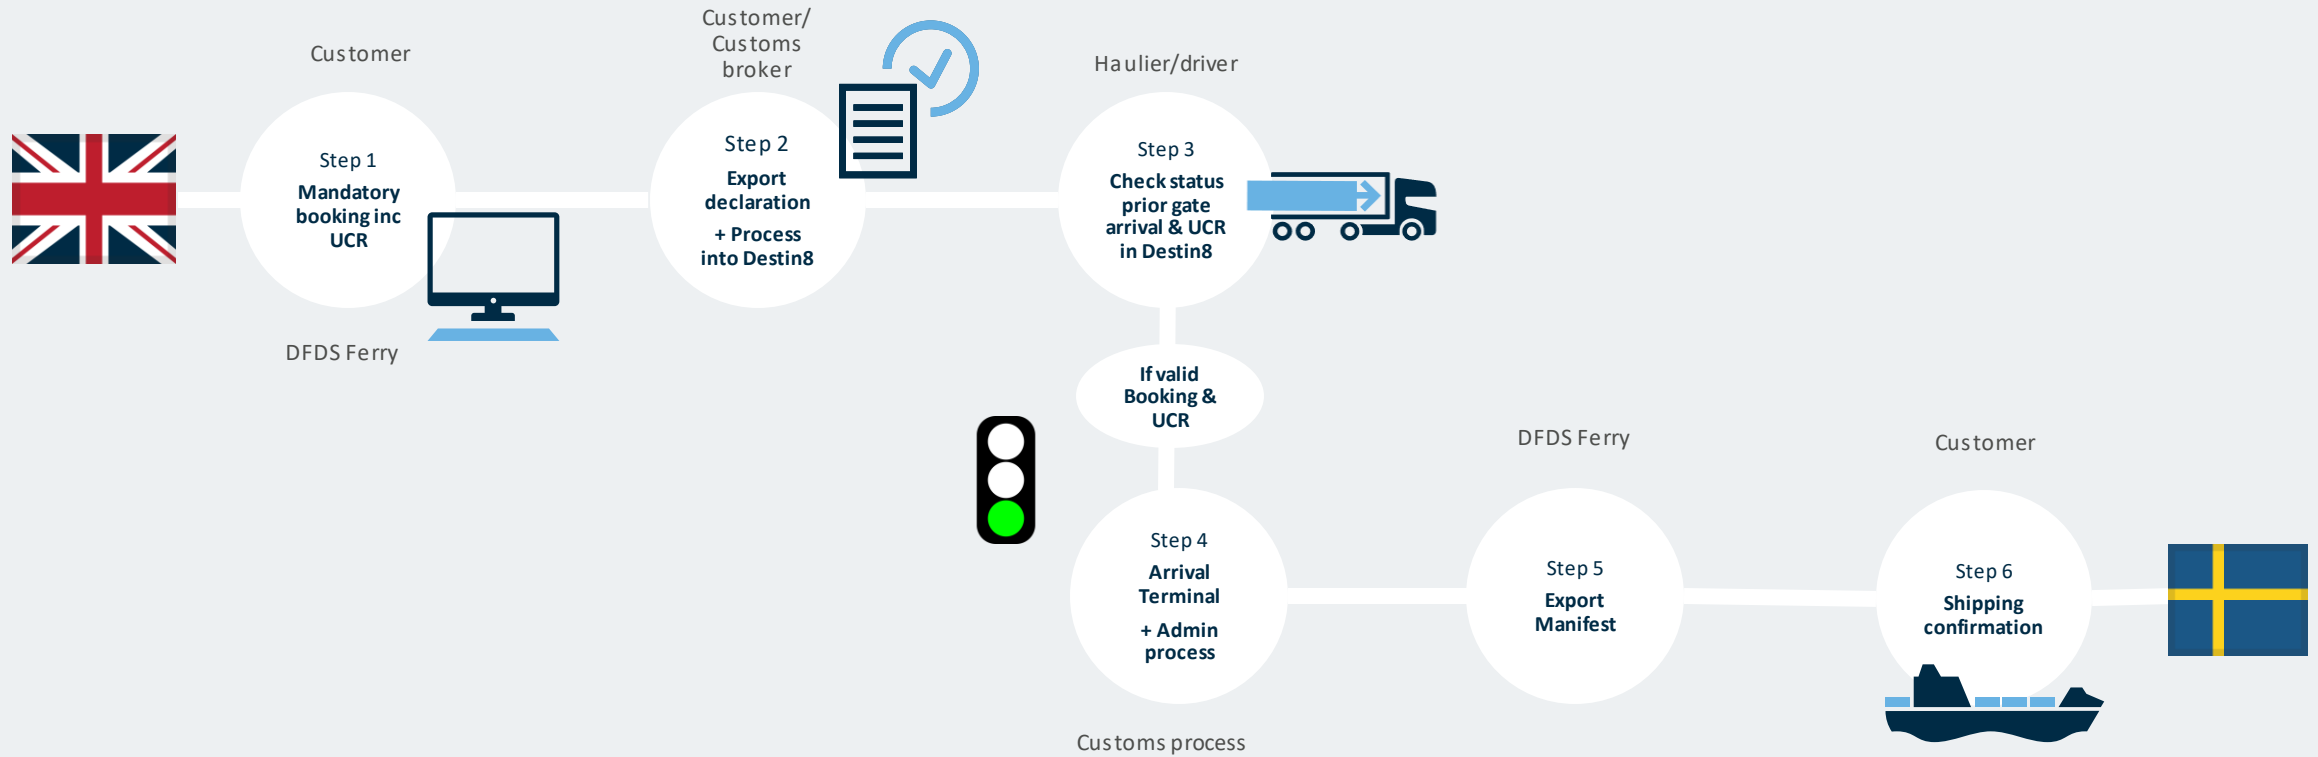 Customer
Step 1
Mandatory
booking inc
UCR
DFDS Ferry
Customer/
Customs
broker
Step 2
Export
declaration
+ Process
into Destin8
Haulier/driver
Step 3
Check status
prior gate
arrival & UCR
in Destin8
If valid
Booking &
UCR
Step 4
Arrival
Terminal
+ Admin
process
Customs process
DFDS Ferry
Step 5
Export
Manifest
Customer
Step 6
Shipping
confirmation